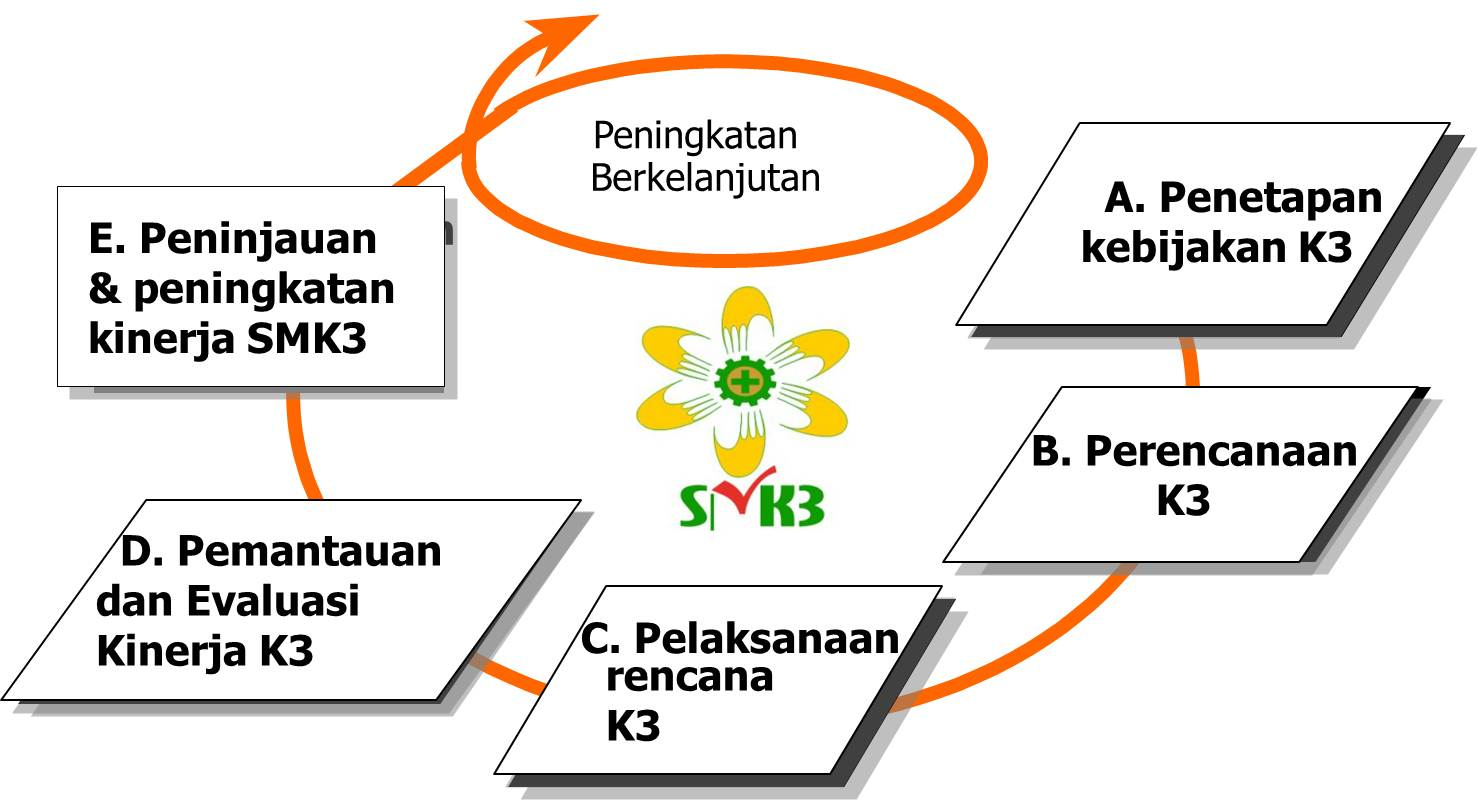 Peningkatan
Berkelanjutan
A. Penetapan
kebijakan K3
B. Perencanaan
K3
C. Pelaksanaan
rencana
K3
D. Pemantauan
dan Evaluasi
Kinerja K3
E. Peninjauan
& peningkatan
kinerja SMK3
SMK3